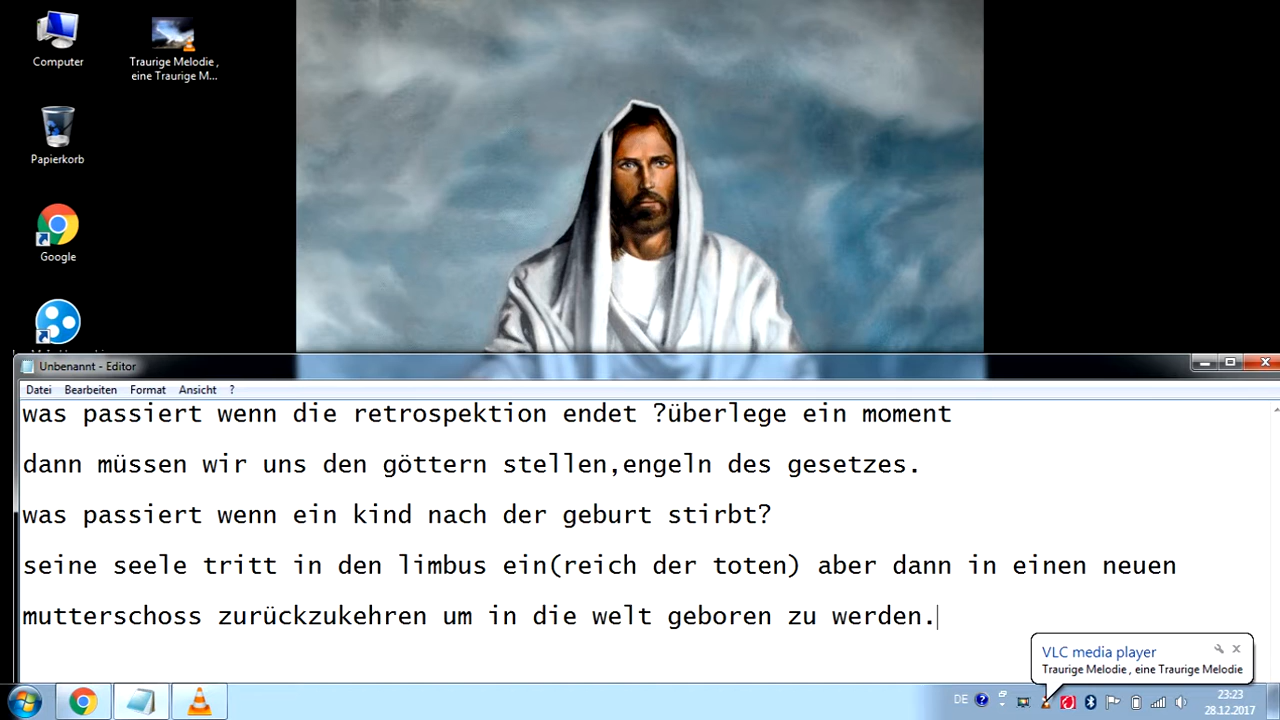 Computer
Traurige Melodie ,
eine Traurige M...
Papierkorb
Google
Unbenannt - Editor
Datei Bearbeiten Format Ansicht ?
was passiert wenn die retrospektion endet ?überlege ein moment
dann müssen wir uns den göttern stellen,engeln des gesetzes.
was passiert wenn ein kind nach der geburt stirbt?
seine seele tritt in den limbus ein(reich der toten) aber dann in einen neuen
mutterschoss zurückzukehren um in die welt geboren zu werden.
VLC media player
Traurige Melodie , eine Traurige Melodie
DE
23:23
28.12.2017